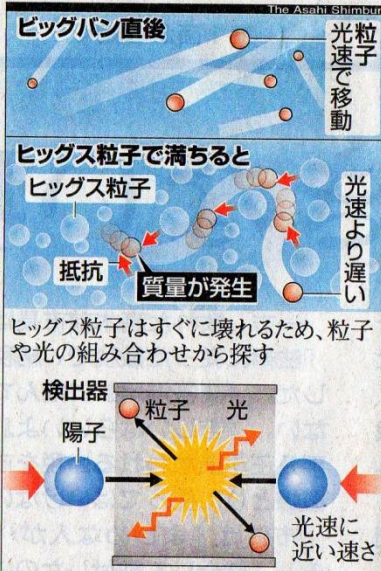 The Asahi Shimbun
ビッグバン直後
粒子
光速で移動
ヒッグス粒子で満ちると
ヒッグス粒子
光速より遅い
抵抗
質量が発生
ヒッグス粒子はすぐに壊れるため、粒子
や光の組み合わせから探す
検出器
粒子
光
陽子
光速に
近い速さ